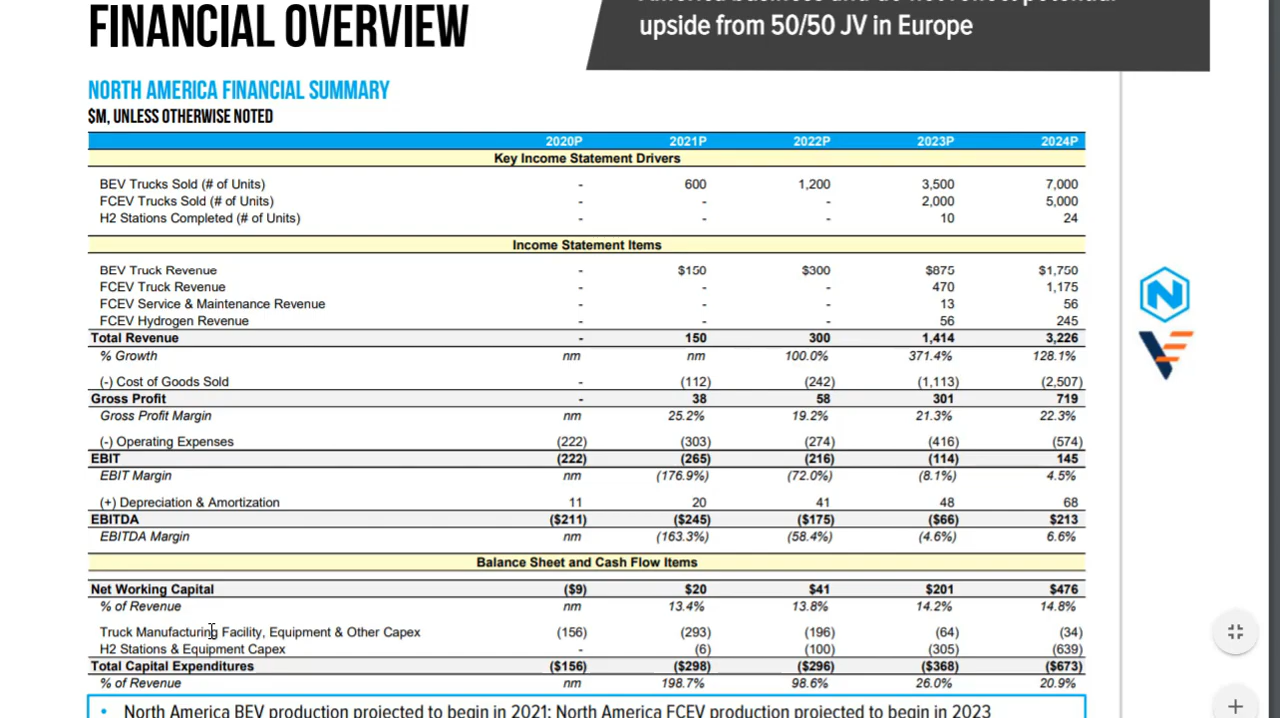 FINANCIAL OVERVIEW
upside from 50/50 JV in Europe
NORTH AMERICA FINANCIAL SUMMARY
$M, UNLESS OTHERWISE NOTED
2020P 2021P 2022P 2023P 2024P
Key Income Statement Drivers
BEV Trucks Sold (# of Units) - 600 1,200 3,500 7,000
FCEV Trucks Sold (# of Units) - - - 2,000 5,000
H2 Stations Completed (# of Units) - - - 10 24
Income Statement Items
BEV Truck Revenue - $150 $300 $875 $1,750
FCEV Truck Revenue - - - 470 1,175
FCEV Service & Maintenance Revenue - - - 13 56
FCEV Hydrogen Revenue - - - 56 245
Total Revenue - 150 300 1,414 3,226
% Growth nm nm 100.0% 371.4% 128.1%
(-) Cost of Goods Sold - (112) (242) (1,113) (2,507)
Gross Profit - 38 58 301 719
Gross Profit Margin nm 25.2% 19.2% 21.3% 22.3%
(-) Operating Expenses (222) (303) (274) (416) (574)
EBIT (222) (265) (216) (114) 145
EBIT Margin nm (176.9%) (72.0%) (8.1%) 4.5%
(+) Depreciation & Amortization 11 20 41 48 68
EBITDA ($211) ($245) ($175) ($66) $213
EBITDA Margin nm (163.3%) (58.4%) (4.6%) 6.6%
Balance Sheet and Cash Flow Items
Net Working Capital ($9) $20 $41 $201 $476
% of Revenue nm 13.4% 13.8% 14.2% 14.8%
Truck Manufacturing Facility, Equipment & Other Capex (156) (293) (196) (64) (34)
H2 Stations & Equipment Capex - (6) (100) (305) (639)
Total Capital Expenditures ($156) ($298) ($296) ($368) ($673)
% of Revenue nm 198.7% 98.6% 26.0% 20.9%
• North America BEV production projected to begin in 2021; North America FCEV production projected to begin in 2023